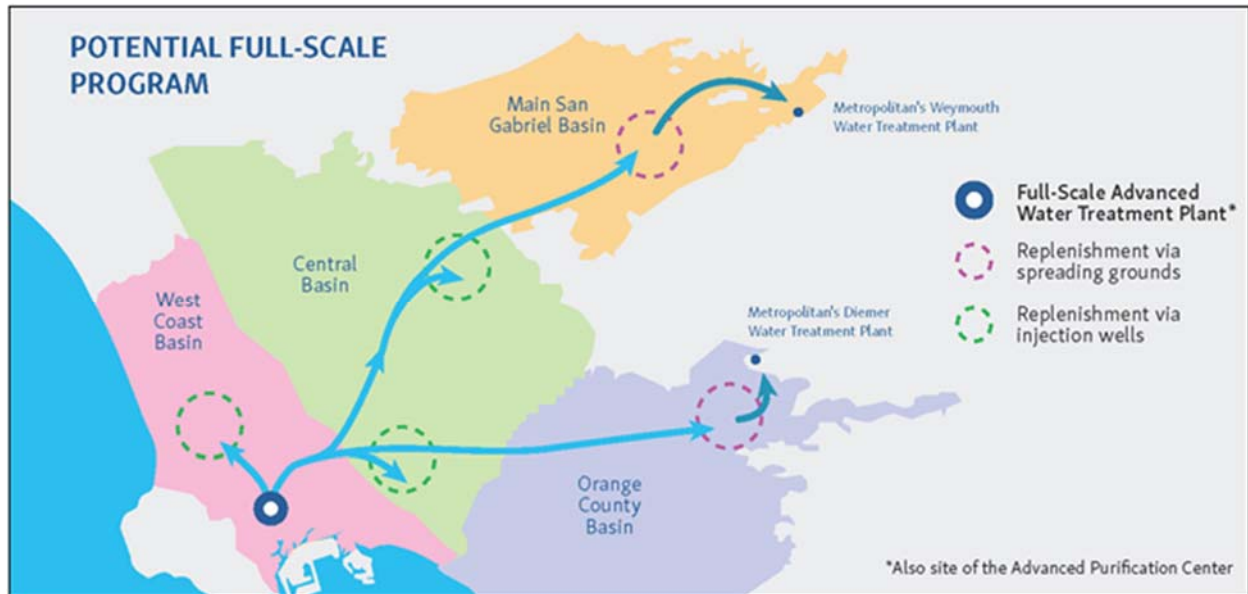 POTENTIAL FULL-SCALE
PROGRAM
Main San
Gabriel Basin
Metropolitan's Weymouth
Water Treatment Plant
Full-Scale Advanced
Water Treatment Plant*
Replenishment via
spreading grounds
Replenishment via
injection wells
Central
Basin
West
Coast
Basin
Metropolitan's Diemer
Water Treatment Plant
Orange
County
Basin
*Also site of the Advanced Purification Center